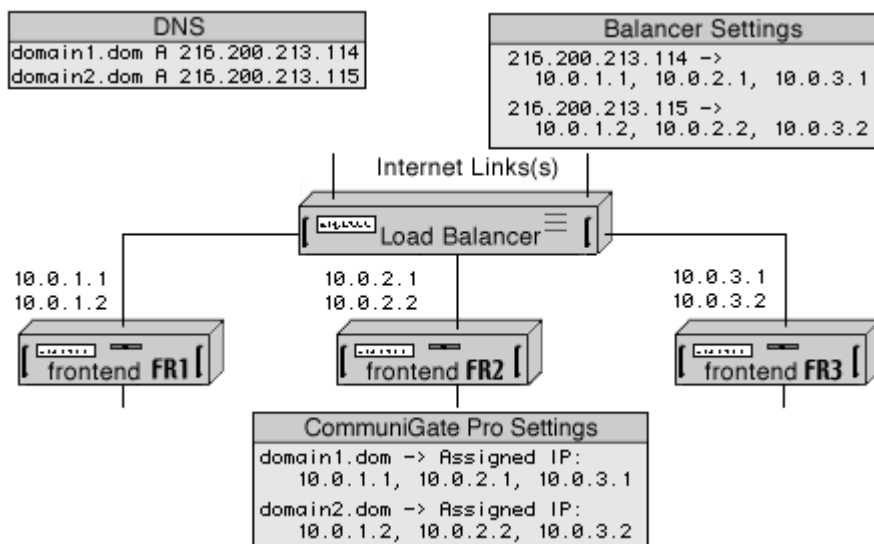 DNS
domain1.dom A 216.200.213.114
domain2.dom A 216.200.213.115
Balancer Settings
216.200.213.114 ->
10.0.1.1, 10.0.2.1, 10.0.3.1
216.200.213.115 ->
10.0.1.2, 10.0.2.2, 10.0.3.2
Internet Links(s)
Load Balancer
10.0.1.1
10.0.1.2
10.0.2.1
10.0.2.2
10.0.3.1
10.0.3.2
frontend FR1
frontend FR2
frontend FR3
CommuniGate Pro Settings
domain1.dom -> Assigned IP:
10.0.1.1, 10.0.2.1, 10.0.3.1
domain2.dom -> Assigned IP:
10.0.1.2, 10.0.2.2, 10.0.3.2